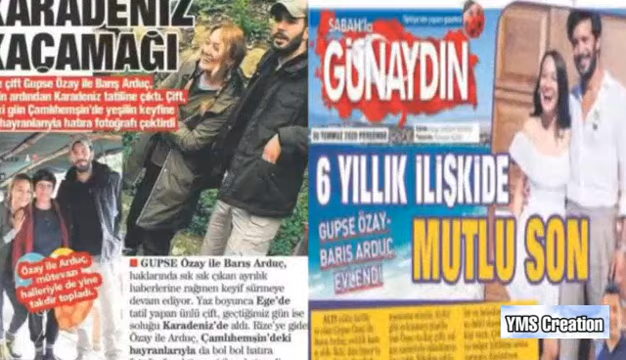 KARADENİZ
KAÇAMAĞI
çift Gupse Özay ile Barış Arduç,
ardından Karadeniz tatiline çıktı. Çift,
gün Çamlıhemşin'de yeşilin keyfine
hayranlarıyla hatıra fotoğrafı çektirdi
Özay ile Arduç,
mütevazı
halleriyle de yine
takdir topladı.
GUPSE Özay ile Barış Arduç,
haklarında sık sık çıkan ayrılık
haberlerine rağmen keyif sürmeye
devam ediyor. Yaz boyunca Ege'de
tatil yapan ünlü çift, geçtiğimiz gün ise
soluğu Karadeniz'de aldı. Rize'ye gide
Özay ile Arduç, Çamlıhemşin'deki
hayranlarıyla da bol bol hatıra
SABAH'la
GÜNAYDIN
TEMMUZ 2020 PERŞEMBE
6 YILLIK İLİŞKİDE
MUTLU SON
GUPSE ÖZAY-
BARIŞ ARDUÇ
EVLENDİ
YMS Creation